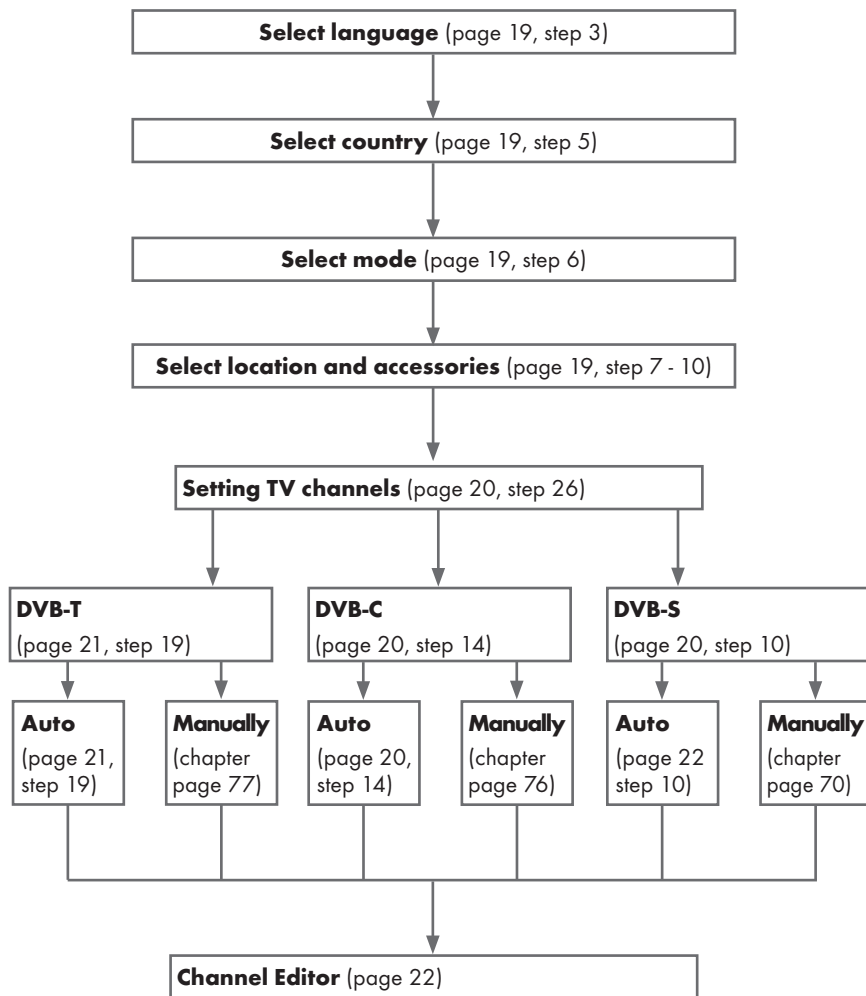 Select language (page 19, step 3)
Select country (page 19, step 5)
Select mode (page 19, step 6)
Select location and accessories (page 19, step 7 - 10)
Setting TV channels (page 20, step 26)
DVB-T
(page 21, step 19)
DVB-C
(page 20, step 14)
DVB-S
(page 20, step 10)
Auto
(page 21,
step 19)
Manually
(chapter
page 77)
Auto
(page 20,
step 14)
Manually
(chapter
page 76)
Auto
(page 22
step 10)
Manually
(chapter
page 70)
Channel Editor (page 22)